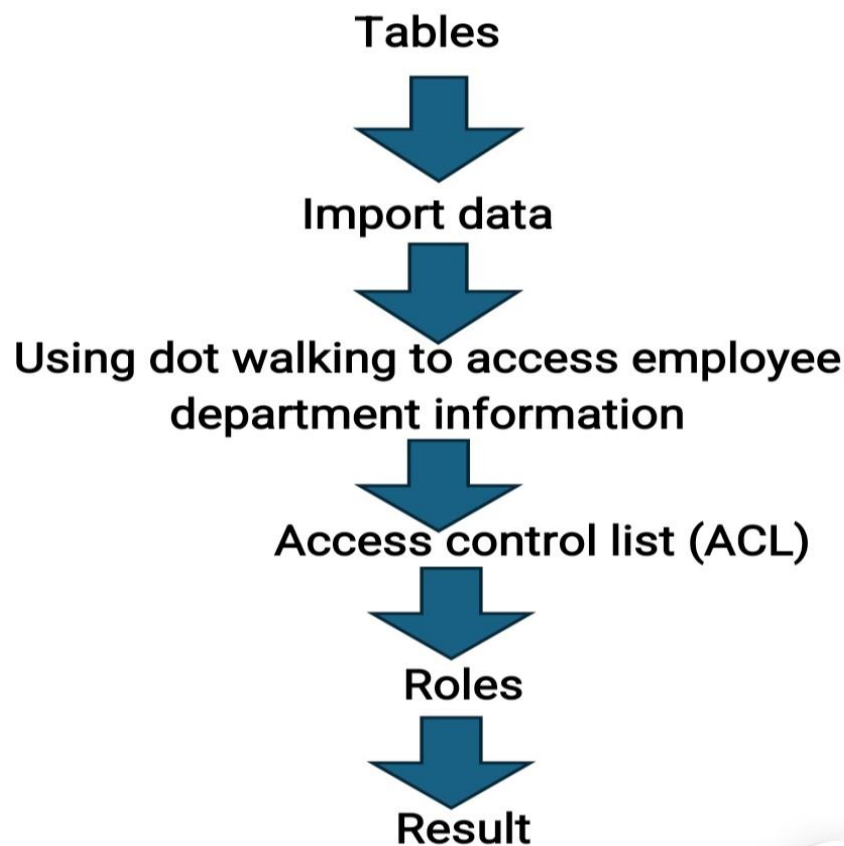 Tables
Import data
Using dot walking to access employee
department information
Access control list (ACL)
Roles
Result